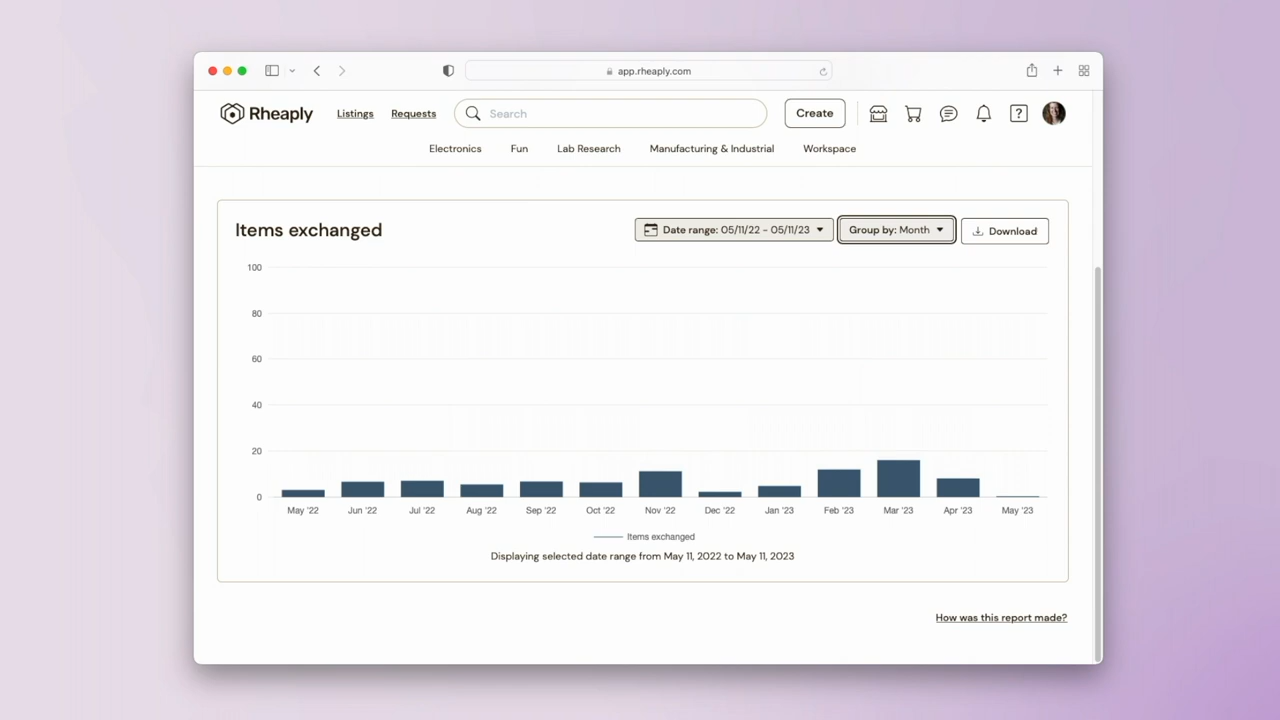 app.rheaply.com
Rheaply Listings Requests Search Create ?
Electronics Fun Lab Research Manufacturing & Industrial Workspace
Items exchanged Date range: 05/11/22 - 05/11/23 Group by: Month Download
100
80
60
40
20
0
May '22 Jun '22 Jul '22 Aug '22 Sep '22 Oct '22 Nov '22 Dec '22 Jan '23 Feb '23 Mar '23 Apr '23 May '23
Items exchanged
Displaying selected date range from May 11, 2022 to May 11, 2023
How was this report made?